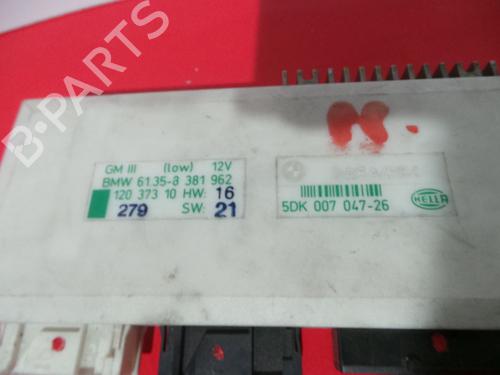 B-PARTS
GM III (low) 12V
BMW 61.35-8 381 962
120 373 10 HW: 16
279 SW: 21
5DK 007 047-26
HELLA